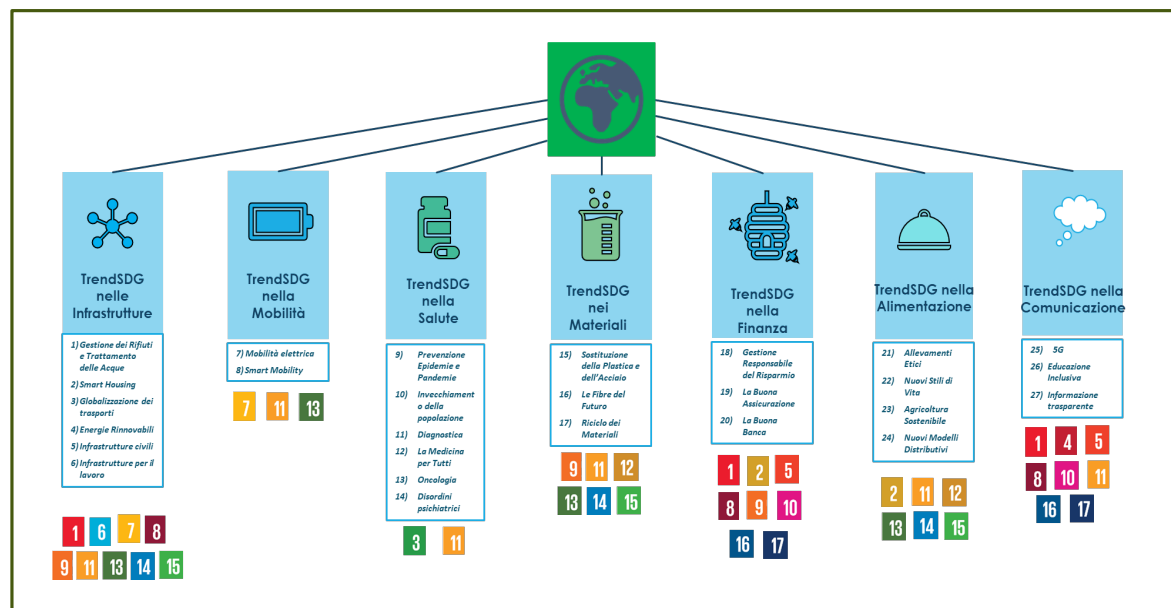 TrendSDG
nelle
Infrastrutture
1) Gestione dei Rifiuti
e Trattamento
delle Acque
2) Smart Housing
3) Globalizzazione dei
trasporti
4) Energie Rinnovabili
5) Infrastrutture civili
6) Infrastrutture per il
lavoro
1 6 7 8
9 11 13 14 15
TrendSDG
nella
Mobilità
7) Mobilità elettrica
8) Smart Mobility
7 11 13
TrendSDG
nella
Salute
9) Prevenzione
Epidemie e
Pandemie
10) Invecchiament
o della
popolazione
11) Diagnostica
12) La Medicina
per Tutti
13) Oncologia
14) Disordini
psichiatrici
3 11
TrendSDG
nei
Materiali
15) Sostituzione
della Plastica e
dell'Acciaio
16) Le Fibre del
Futuro
17) Riciclo dei
Materiali
9 11 12
13 14 15
TrendSDG
nella
Finanza
18) Gestione
Responsabile
del Risparmio
19) La Buona
Assicurazione
20) La Buona
Banca
1 2 5
8 9 10
16 17
TrendSDG nella
Alimentazione
21) Allevamenti
Etici
22) Nuovi Stili di
Vita
23) Agricoltura
Sostenibile
24) Nuovi Modelli
Distributivi
2 11 12
13 14 15
TrendSDG nella
Comunicazione
25) 5G
26) Educazione
Inclusiva
27) Informazione
trasparente
1 4 5
8 10 11
16 17